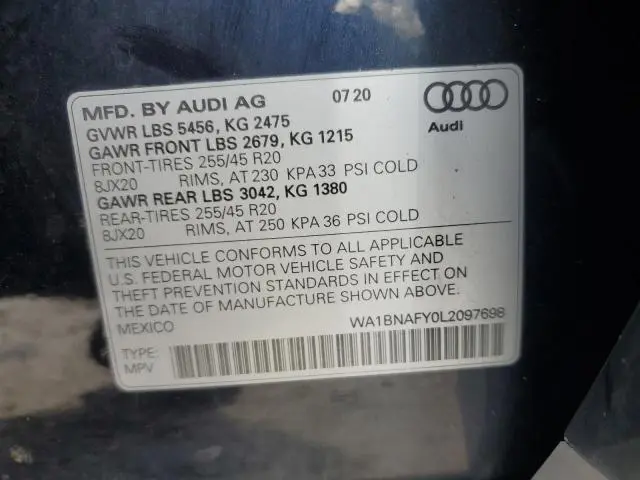 MFD. BY AUDI AG 07 20
Audi
GVWR LBS 5456, KG 2475
GAWR FRONT LBS 2679, KG 1215
FRONT-TIRES 255/45 R20
8JX20 RIMS, AT 230 KPA 33 PSI COLD
GAWR REAR LBS 3042, KG 1380
REAR-TIRES 255/45 R20
8JX20 RIMS, AT 250 KPA 36 PSI COLD
THIS VEHICLE CONFORMS TO ALL APPLICABLE
U.S. FEDERAL MOTOR VEHICLE SAFETY AND
THEFT PREVENTION STANDARDS IN EFFECT ON
THE DATE OF MANUFACTURE SHOWN ABOVE.
MEXICO WA1BNAFY0L2097698
TYPE:
MPV